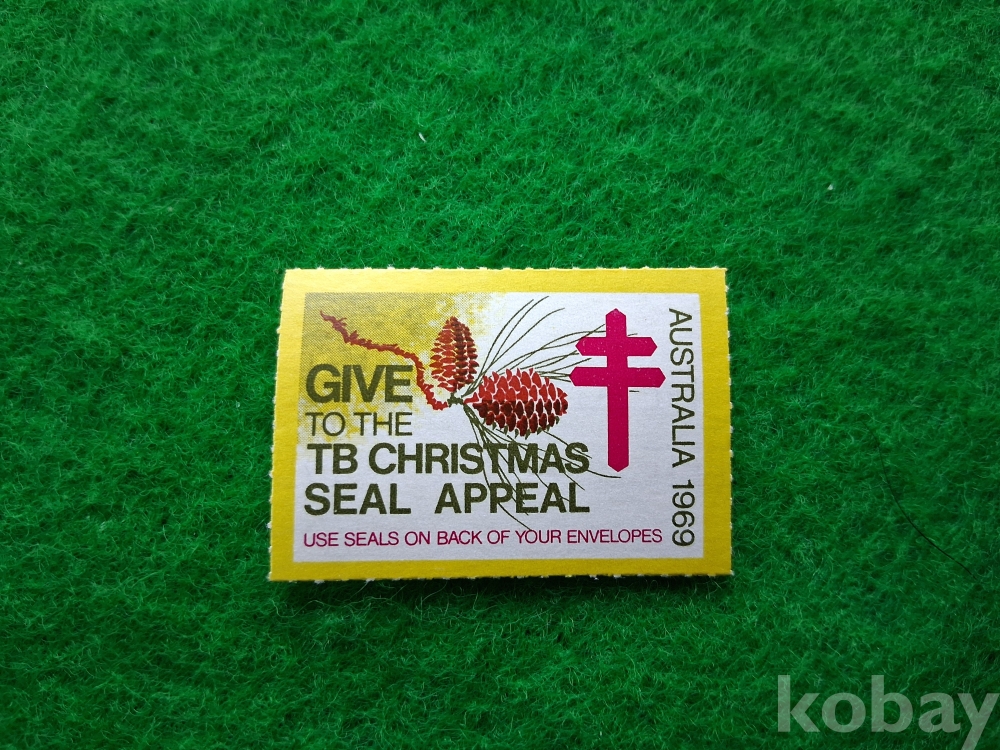 GIVE
TO THE
TB CHRISTMAS
SEAL APPEAL
USE SEALS ON BACK OF YOUR ENVELOPES
AUSTRALIA 1969
kobay